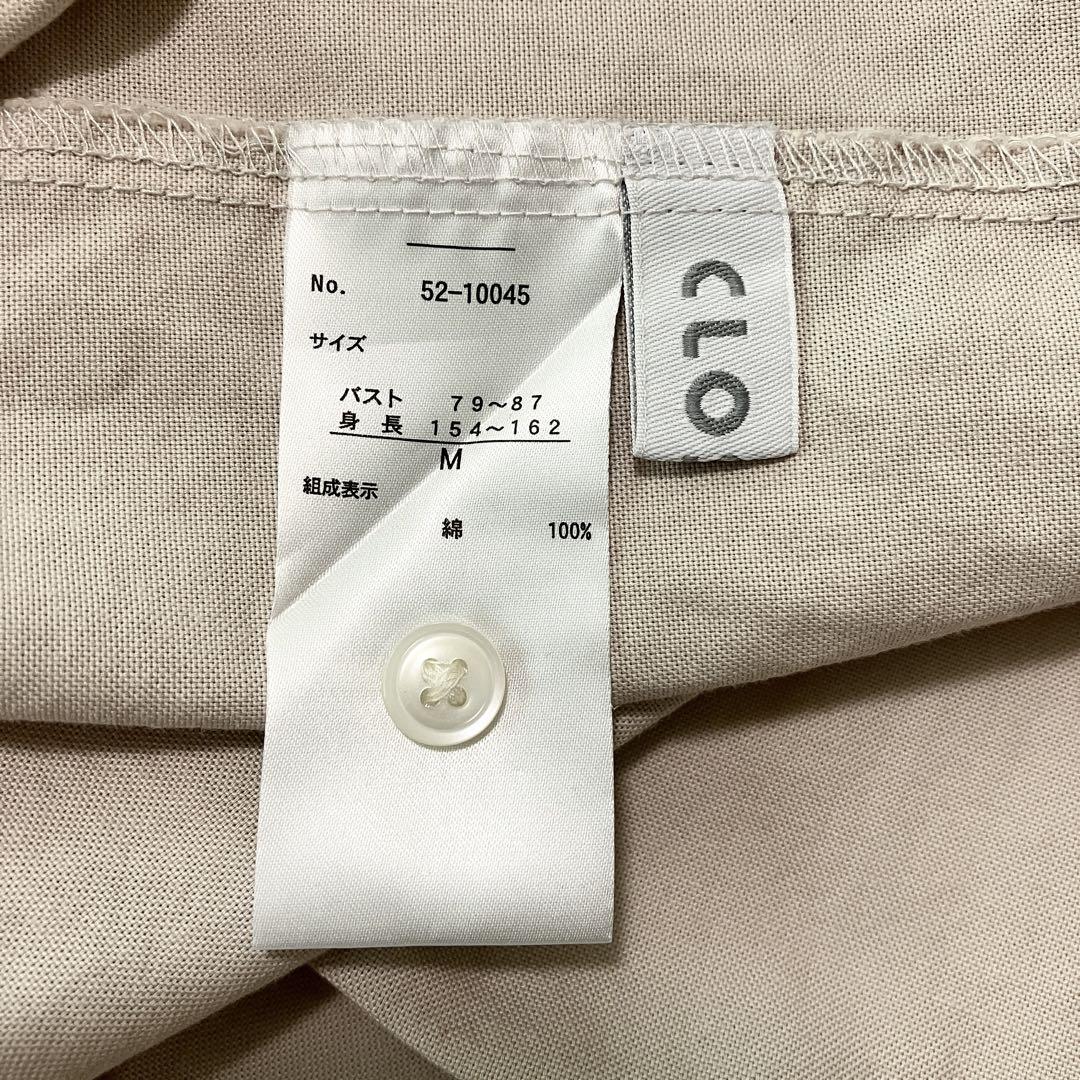 No. 52-10045
サイズ
バスト 79~87
身 長 154~162
M
組成表示
綿 100%
CLO